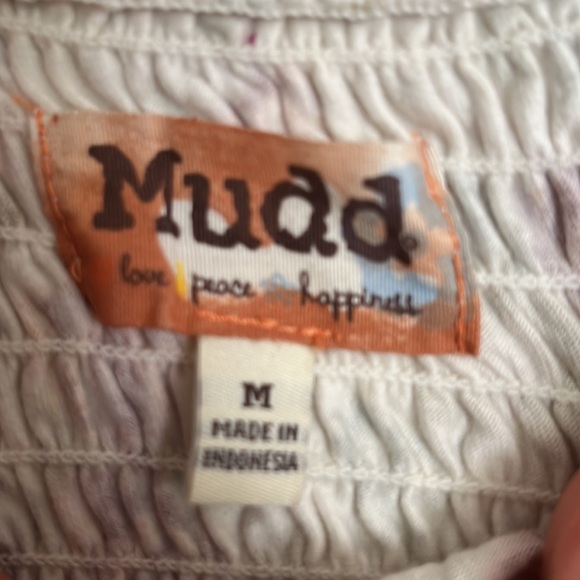 Mudd
love peace happiness
M
MADE IN
INDONESIA